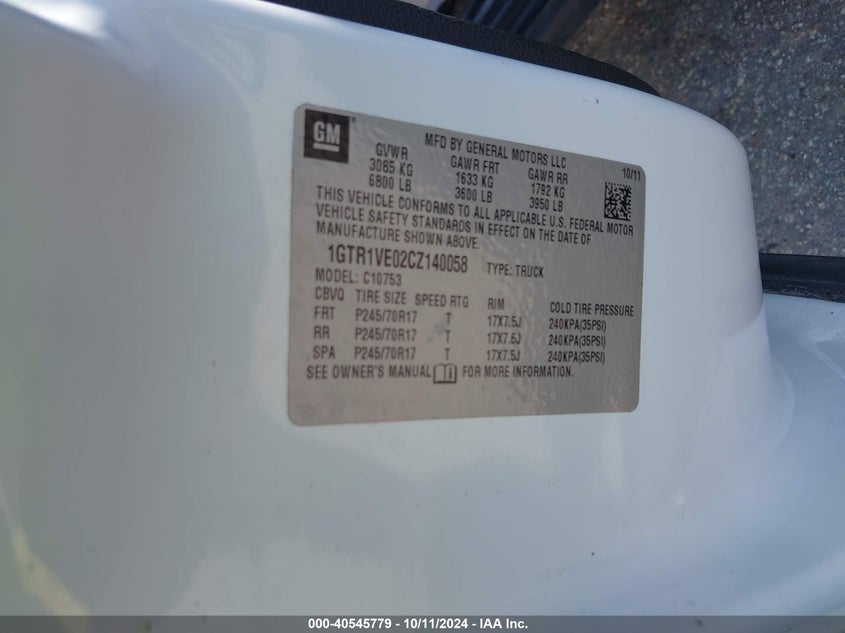 GM®
MFD BY GENERAL MOTORS LLC
10/11
GVWR GAWR FRT GAWR RR
3085 KG 1633 KG 1792 KG
6800 LB 3600 LB 3950 LB
THIS VEHICLE CONFORMS TO ALL APPLICABLE U.S. FEDERAL MOTOR
VEHICLE SAFETY STANDARDS IN EFFECT ON THE DATE OF
MANUFACTURE SHOWN ABOVE.
1GTR1VE02CZ140058 TYPE: TRUCK
MODEL: C10753
CBVQ TIRE SIZE SPEED RTG RIM COLD TIRE PRESSURE
FRT P245/70R17 T 17X7.5J 240KPA(35PSI)
RR P245/70R17 T 17X7.5J 240KPA(35PSI)
SPA P245/70R17 T 17X7.5J 240KPA(35PSI)
SEE OWNER'S MANUAL FOR MORE INFORMATION.
000-40545779 - 10/11/2024 - IAA Inc.